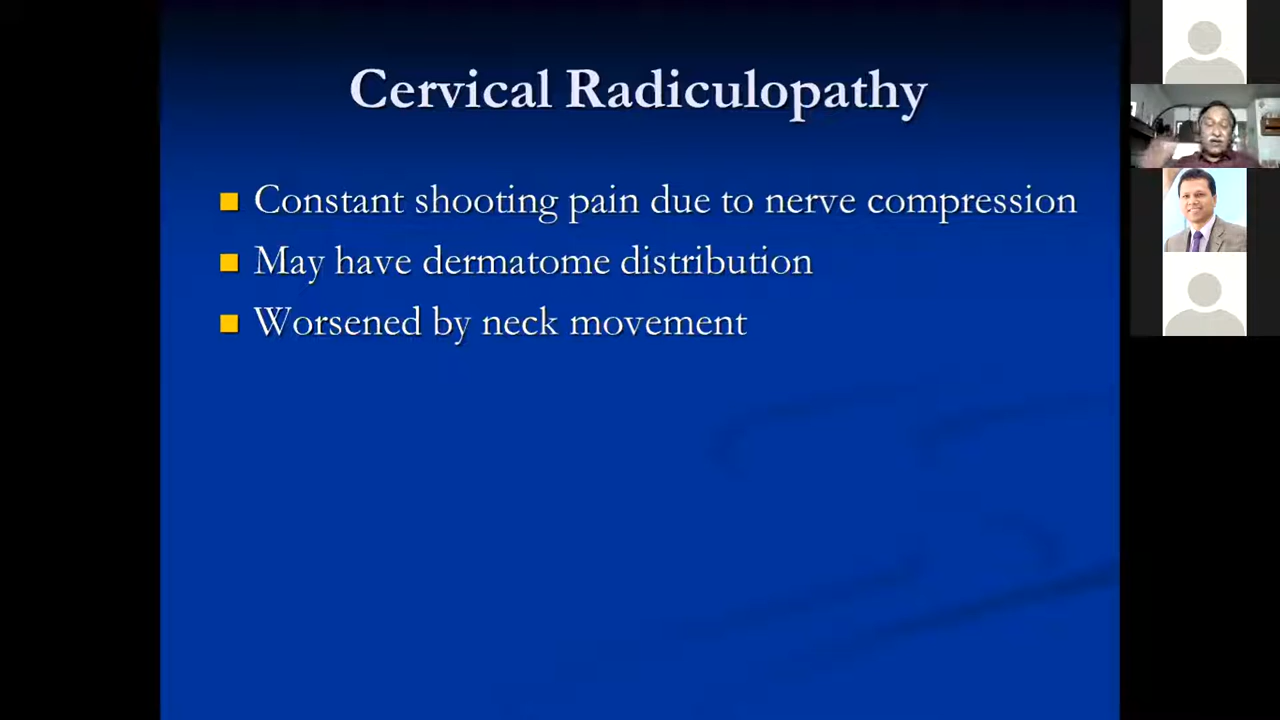 Cervical Radiculopathy
Constant shooting pain due to nerve compression
May have dermatome distribution
Worsened by neck movement